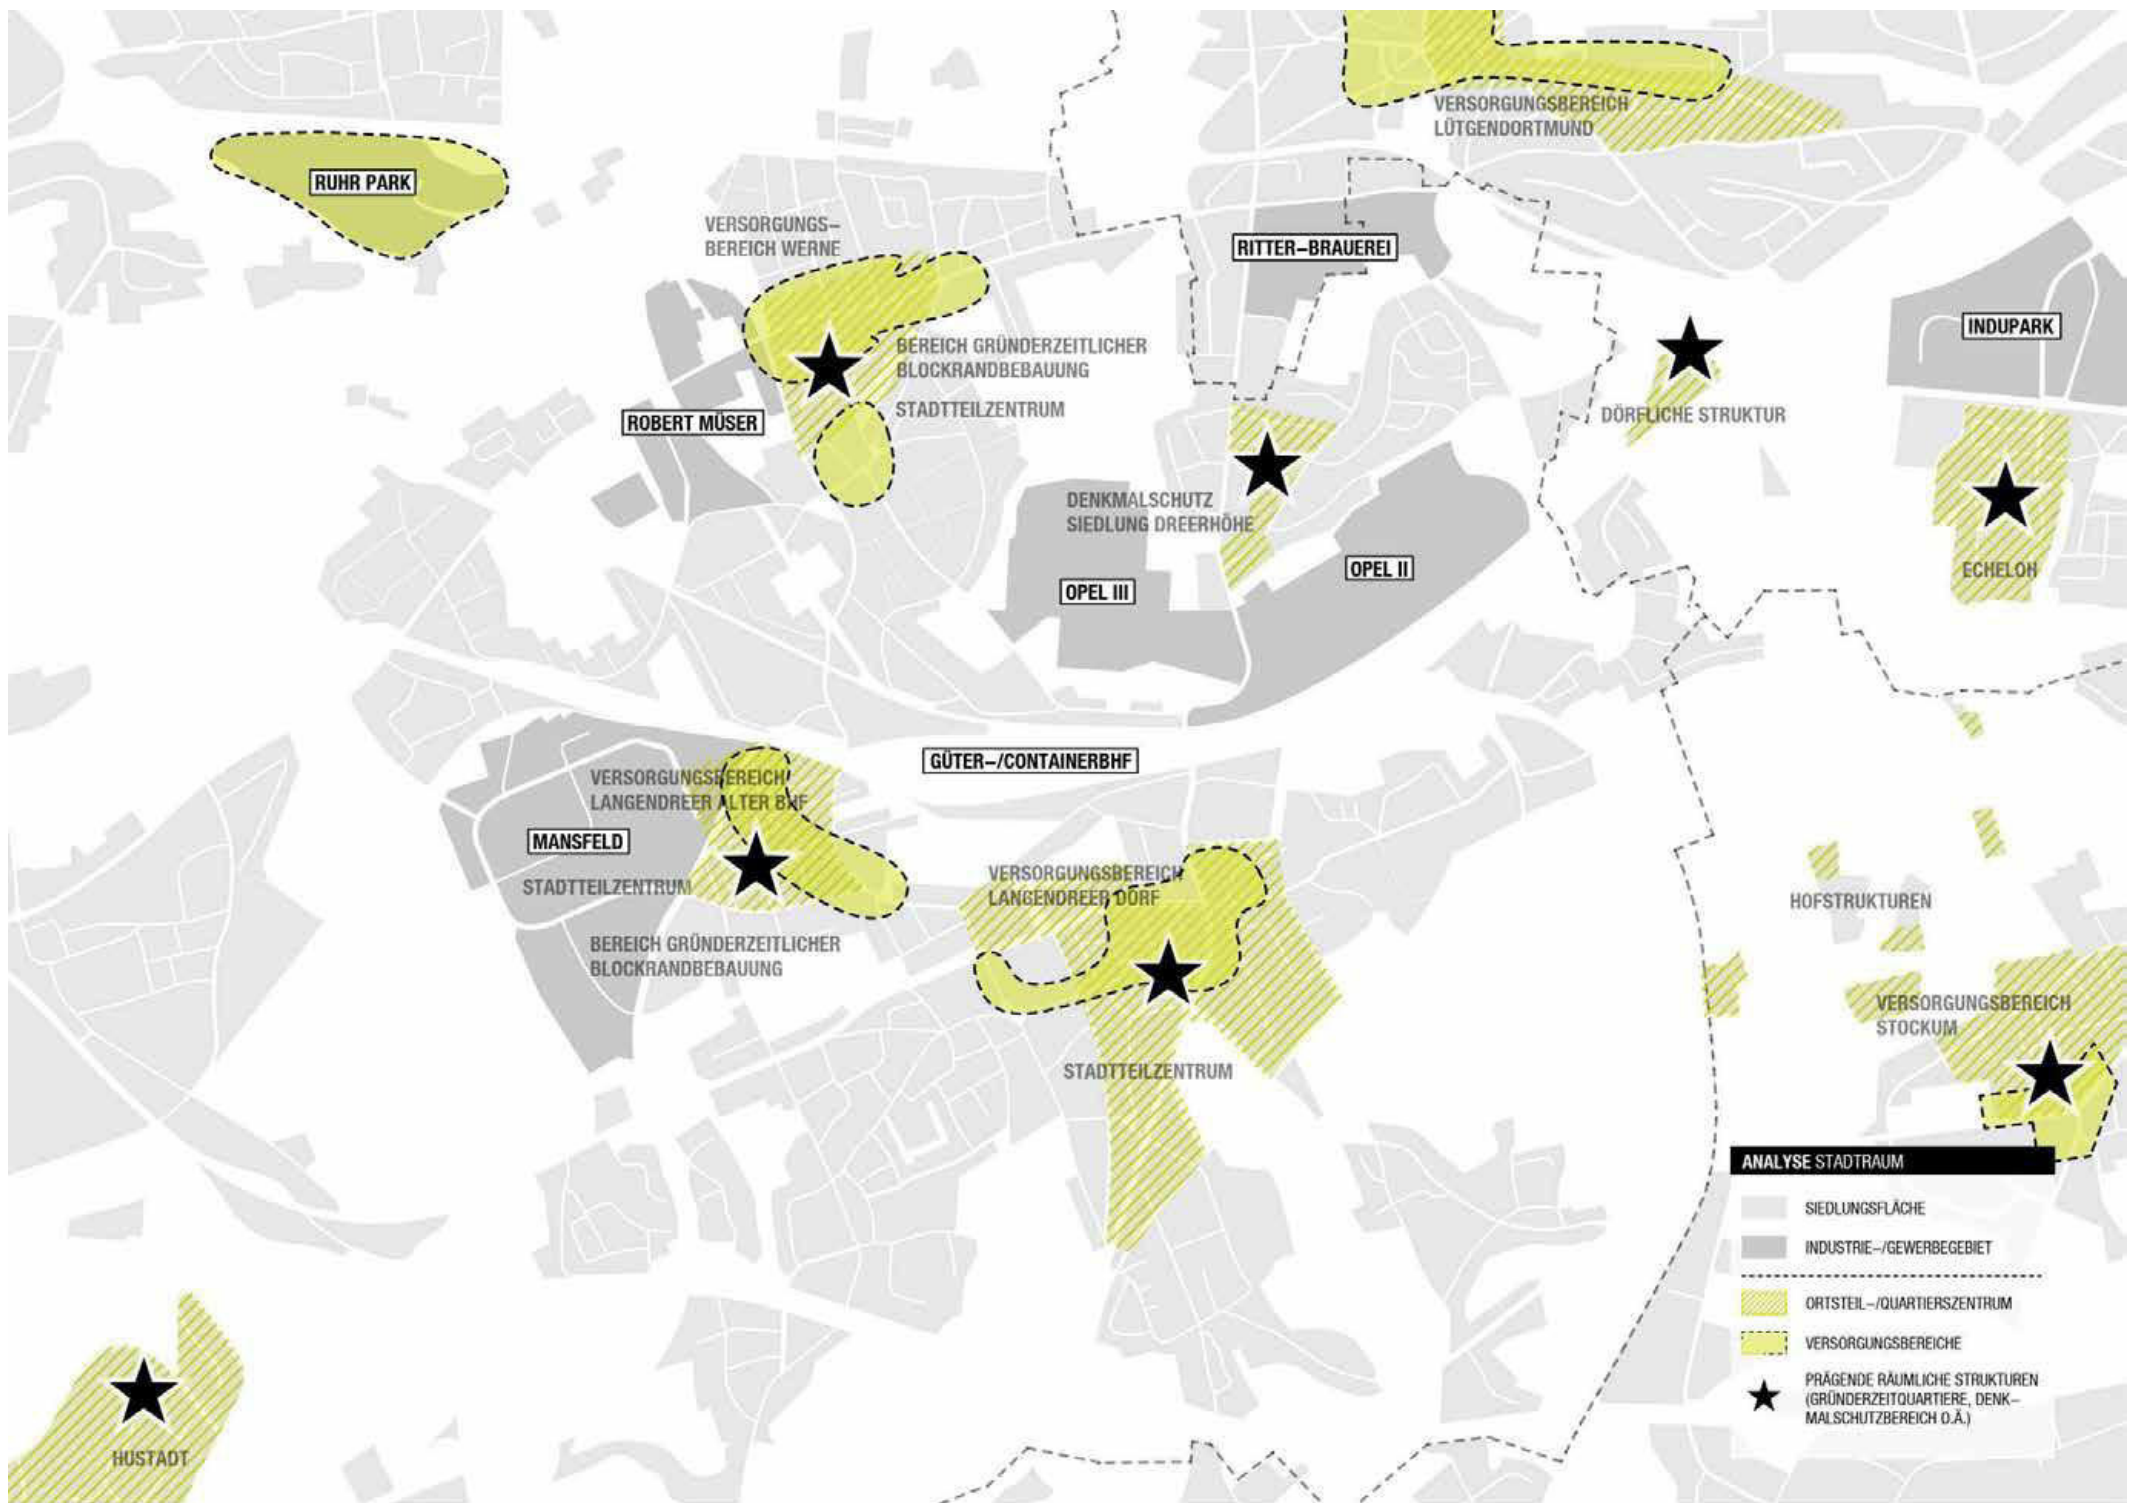 VERSORGUNGSBEREICH
LÜTGENDORTMUND
RUHR PARK
VERSORGUNGS–
BEREICH WERNE
RITTER–BRAUEREI
INDUPARK
BEREICH GRÜNDERZEITLICHER
BLOCKRANDBEBAUUNG
STADTTEILZENTRUM
ROBERT MÜSER
DÖRFLICHE STRUKTUR
DENKMALSCHUTZ
SIEDLUNG DREERHÖHE
OPEL II
OPEL III
ECHELOH
GÜTER–/CONTAINERBHF
VERSORGUNGSBEREICH
LANGENDREER ALTER BHF
MANSFELD
STADTTEILZENTRUM
VERSORGUNGSBEREICH
LANGENDREER DORF
BEREICH GRÜNDERZEITLICHER
BLOCKRANDBEBAUUNG
HOFSTRUKTUREN
VERSORGUNGSBEREICH
STOCKUM
STADTTEILZENTRUM
HUSTADT
ANALYSE STADTRAUM
SIEDLUNGSFLÄCHE
INDUSTRIE–/GEWERBEGEBIET
ORTSTEIL–/QUARTIERSZENTRUM
VERSORGUNGSBEREICHE
PRÄGENDE RÄUMLICHE STRUKTUREN
(GRÜNDERZEITQUARTIERE, DENK–
MALSCHUTZBEREICH O.Ä.)